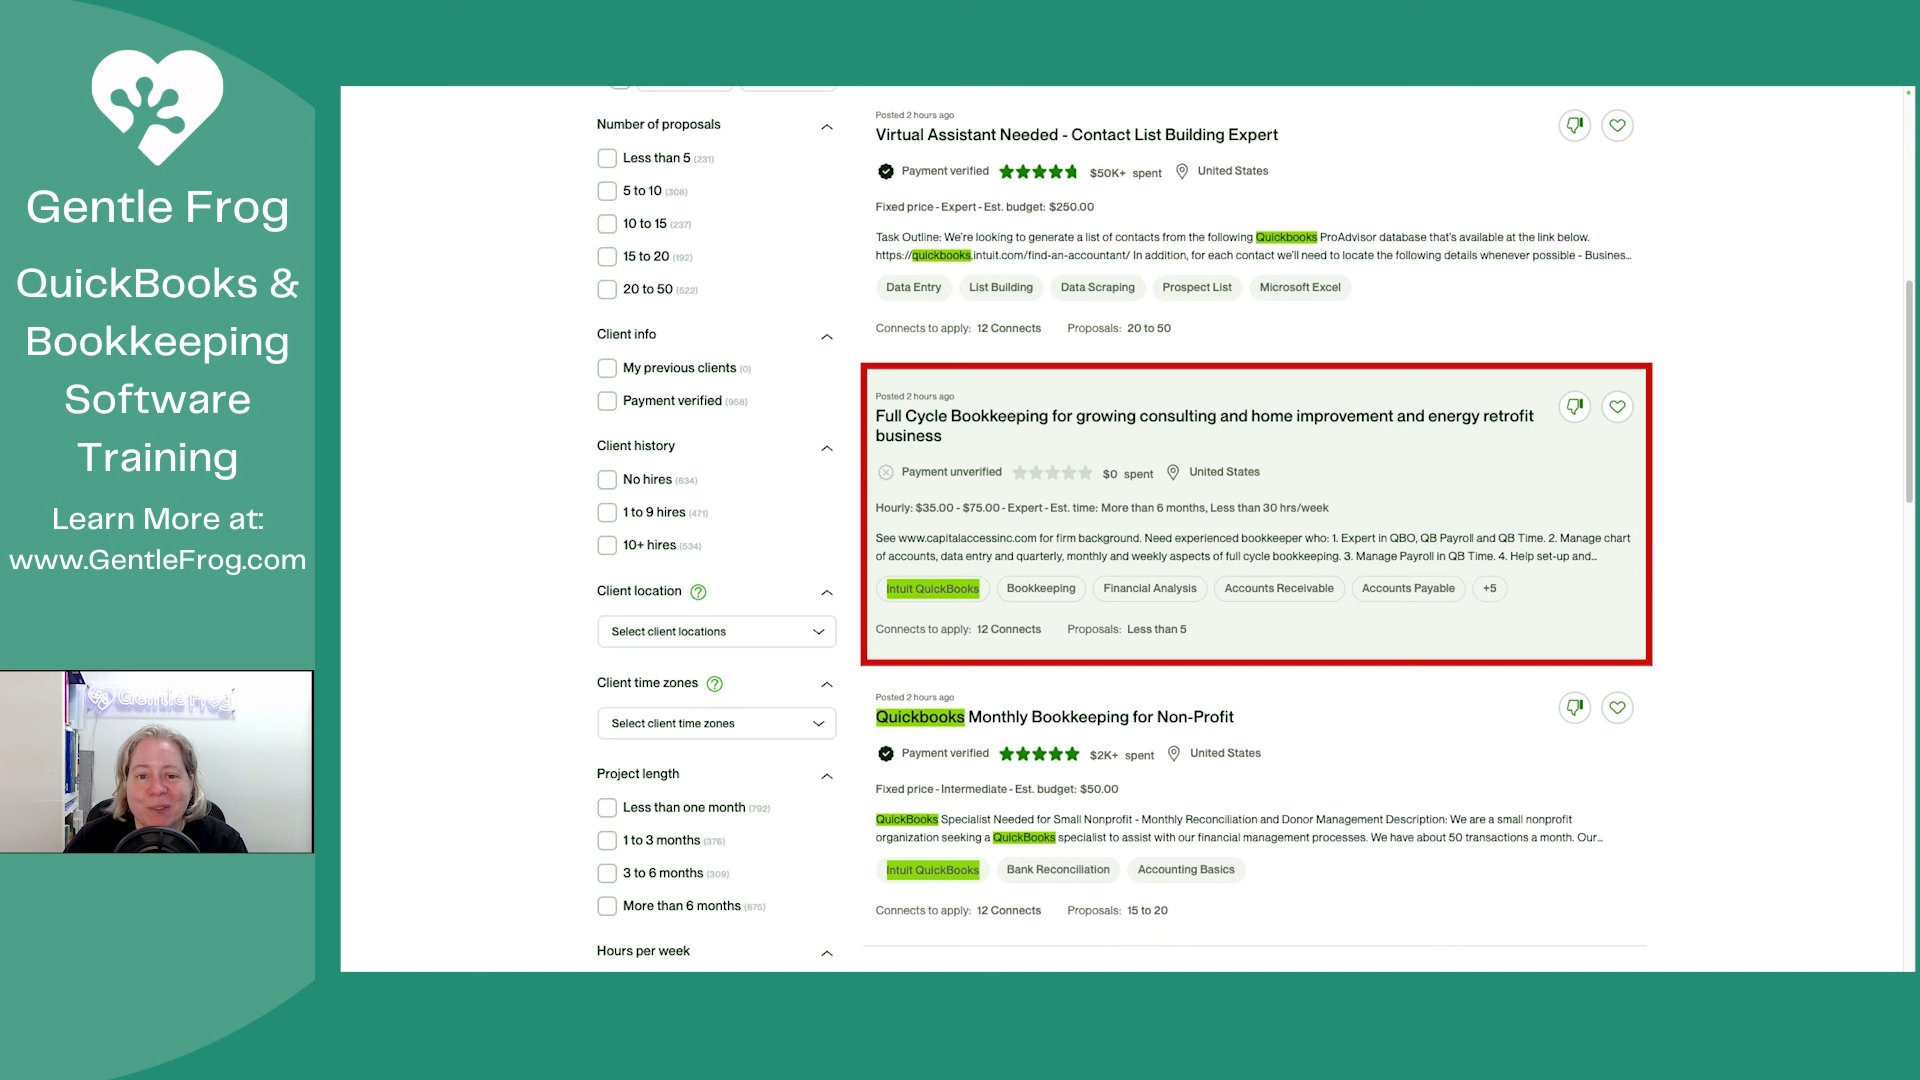 Gentle Frog
QuickBooks &
Bookkeeping
Software
Training
Learn More at:
www.GentleFrog.com
Gentle Frog
Number of proposals
Less than 5 (231)
5 to 10 (308)
10 to 15 (237)
15 to 20 (192)
20 to 50 (522)
Client info
My previous clients (0)
Payment verified (958)
Client history
No hires (634)
1 to 9 hires (471)
10+ hires (534)
Client location
Select client locations
Client time zones
Select client time zones
Project length
Less than one month (792)
1 to 3 months (376)
3 to 6 months (309)
More than 6 months (675)
Hours per week
Posted 2 hours ago
Virtual Assistant Needed - Contact List Building Expert
Payment verified $50K+ spent United States
Fixed price - Expert - Est. budget: $250.00
Task Outline: We're looking to generate a list of contacts from the following Quickbooks ProAdvisor database that's available at the link below.
https://quickbooks.intuit.com/find-an-accountant/ In addition, for each contact we'll need to locate the following details whenever possible - Busines...
Data Entry List Building Data Scraping Prospect List Microsoft Excel
Connects to apply: 12 Connects Proposals: 20 to 50
Posted 2 hours ago
Full Cycle Bookkeeping for growing consulting and home improvement and energy retrofit
business
Payment unverified $0 spent United States
Hourly: $35.00 - $75.00 - Expert - Est. time: More than 6 months, Less than 30 hrs/week
See www.capitalaccessinc.com for firm background. Need experienced bookkeeper who: 1. Expert in QBO, QB Payroll and QB Time. 2. Manage chart
of accounts, data entry and quarterly, monthly and weekly aspects of full cycle bookkeeping. 3. Manage Payroll in QB Time. 4. Help set-up and...
Intuit QuickBooks Bookkeeping Financial Analysis Accounts Receivable Accounts Payable +5
Connects to apply: 12 Connects Proposals: Less than 5
Posted 2 hours ago
Quickbooks Monthly Bookkeeping for Non-Profit
Payment verified $2K+ spent United States
Fixed price - Intermediate - Est. budget: $50.00
QuickBooks Specialist Needed for Small Nonprofit - Monthly Reconciliation and Donor Management Description: We are a small nonprofit
organization seeking a QuickBooks specialist to assist with our financial management processes. We have about 50 transactions a month. Our...
Intuit QuickBooks Bank Reconciliation Accounting Basics
Connects to apply: 12 Connects Proposals: 15 to 20